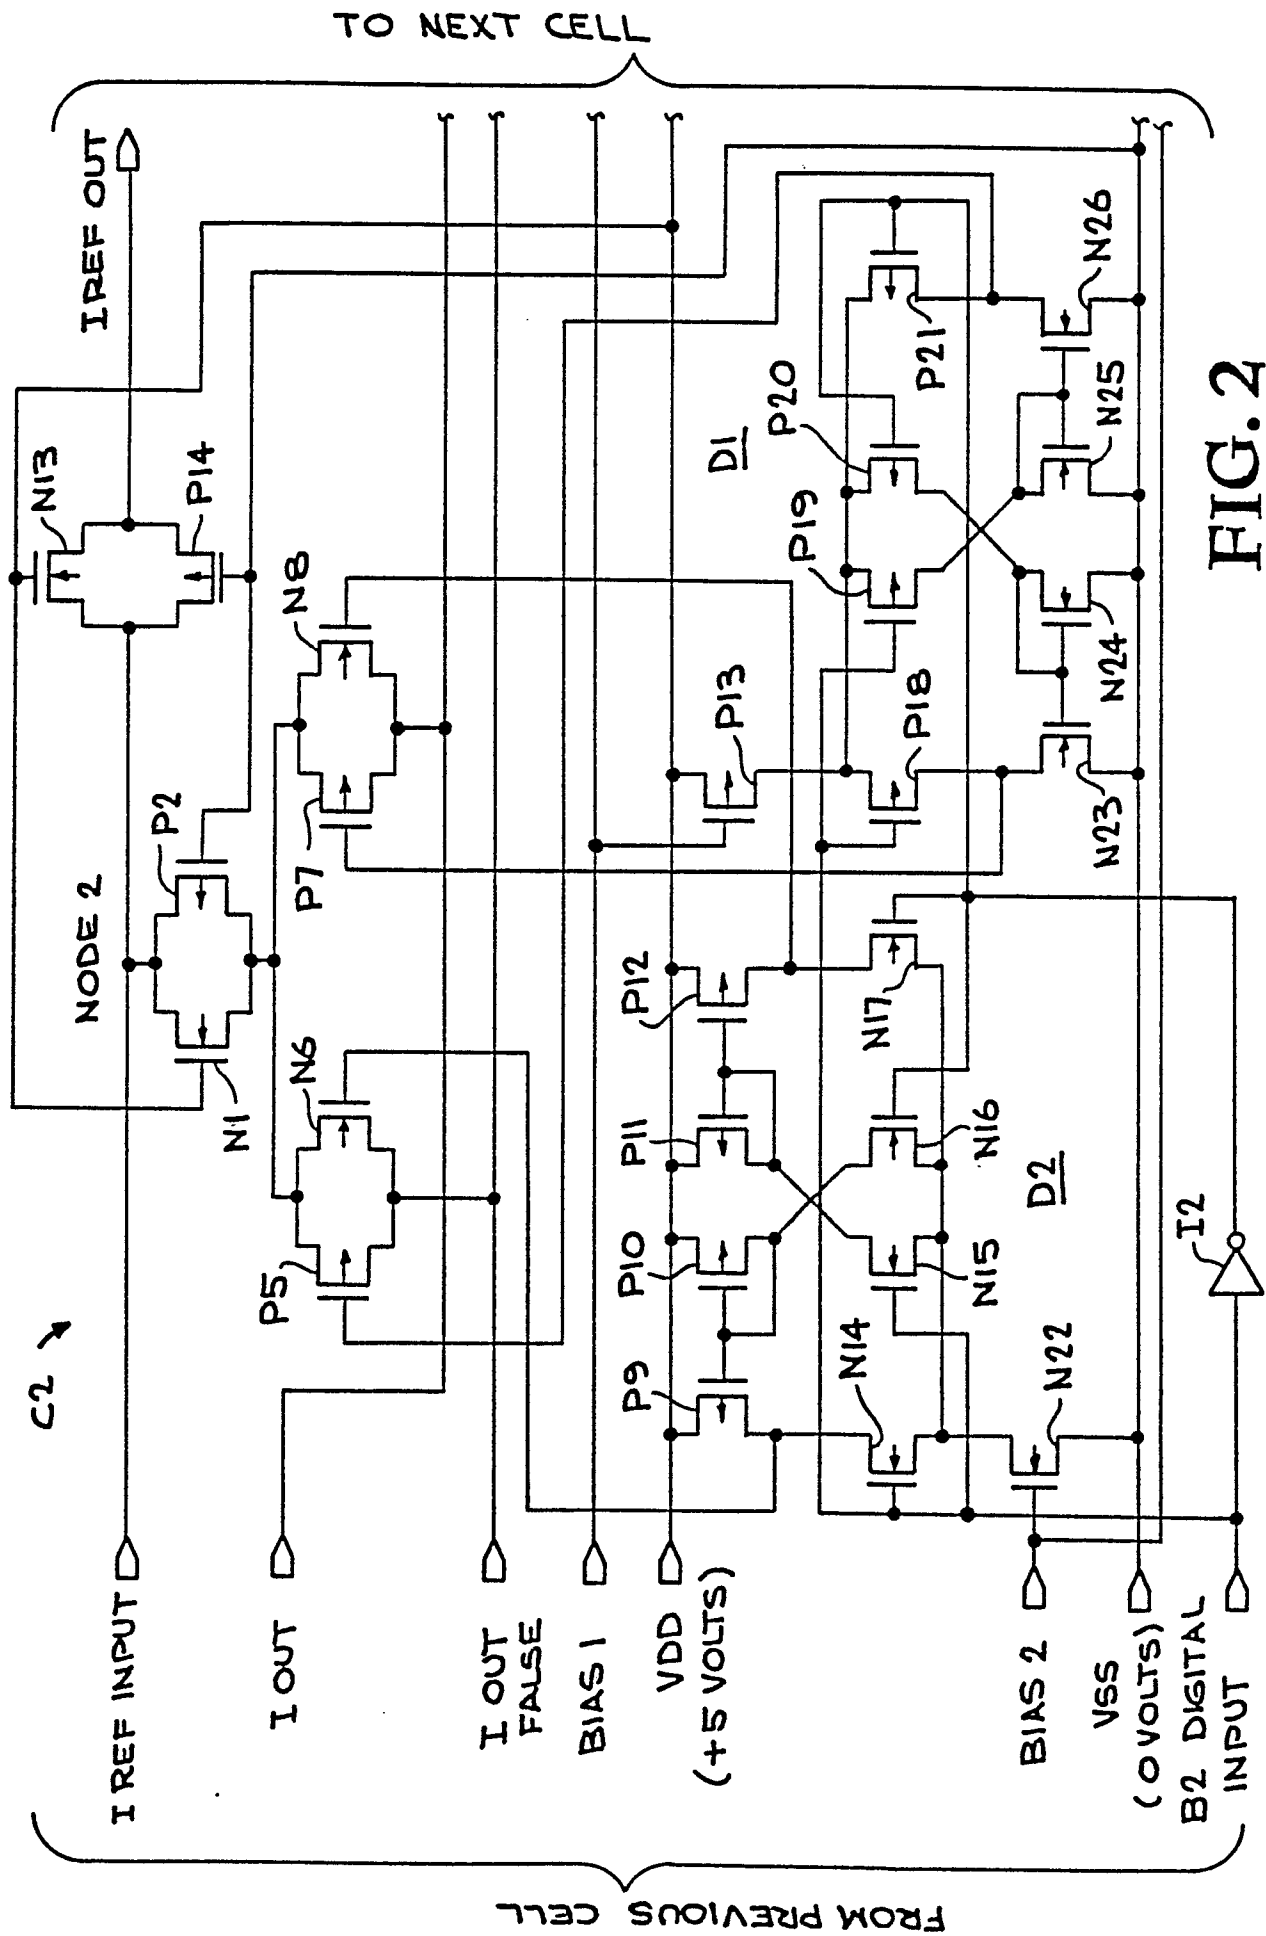 TO NEXT CELL
IREF OUT
N13
P14
P2
NODE 2
N1
N8
P7
N6
P5
C2
D1
P20
P21
P19
P13
P18
N26
N25
N24
N23
P12
N17
P11
N16
P10
N15
D2
P9
N14
N22
I2
I REF INPUT
I OUT
I OUT
FALSE
BIAS 1
VDD
(+5 VOLTS)
BIAS 2
VSS
(0 VOLTS)
B2 DIGITAL
INPUT
FROM PREVIOUS CELL
FIG. 2